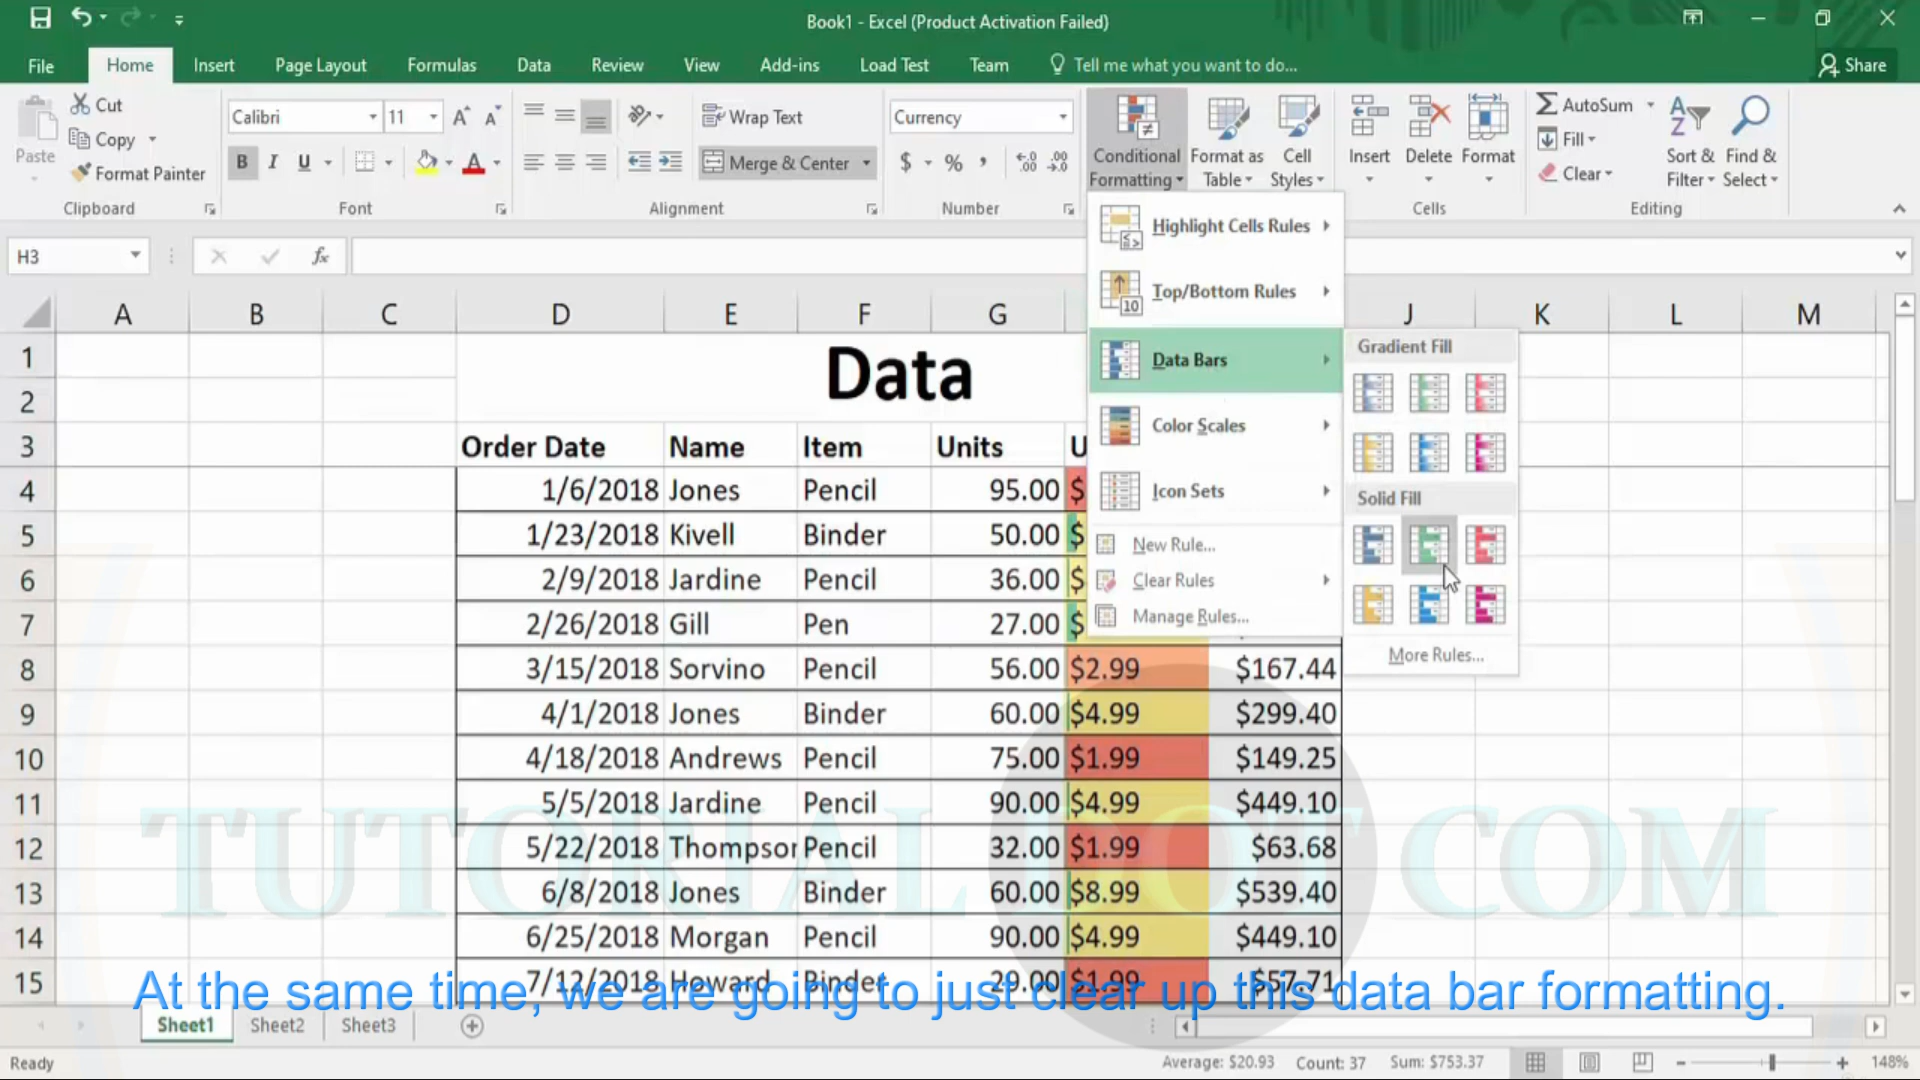 Book1 - Excel (Product Activation Failed)
File Home Insert Page Layout Formulas Data Review View Add-ins Load Test Team Tell me what you want to do... Share
Cut
Copy
Format Painter
Paste
Clipboard
Calibri 11
B I U A
Font
Wrap Text
Merge & Center
Alignment
Currency
$ % ,
Number
Conditional Formatting
Format as Table
Cell Styles
Insert Delete Format
Cells
AutoSum
Fill
Clear
Sort & Filter
Find & Select
Editing
H3 fx
Highlight Cells Rules
Top/Bottom Rules
Data Bars
Color Scales
Icon Sets
New Rule...
Clear Rules
Manage Rules...
Gradient Fill
Solid Fill
More Rules...
A B C D E F G J K L M
1 Data
2
3 Order Date Name Item Units U
4 1/6/2018 Jones Pencil 95.00 $
5 1/23/2018 Kivell Binder 50.00 $
6 2/9/2018 Jardine Pencil 36.00 $
7 2/26/2018 Gill Pen 27.00 $
8 3/15/2018 Sorvino Pencil 56.00 $2.99 $167.44
9 4/1/2018 Jones Binder 60.00 $4.99 $299.40
10 4/18/2018 Andrews Pencil 75.00 $1.99 $149.25
11 5/5/2018 Jardine Pencil 90.00 $4.99 $449.10
12 5/22/2018 Thompsor Pencil 32.00 $1.99 $63.68
13 6/8/2018 Jones Binder 60.00 $8.99 $539.40
14 6/25/2018 Morgan Pencil 90.00 $4.99 $449.10
15 7/12/2018 Howard Binder 29.00 $1.99 $57.71
TUTORIAL DOT COM
At the same time, we are going to just clear up this data bar formatting.
Sheet1 Sheet2 Sheet3
Ready Average: $20.93 Count: 37 Sum: $753.37 148%